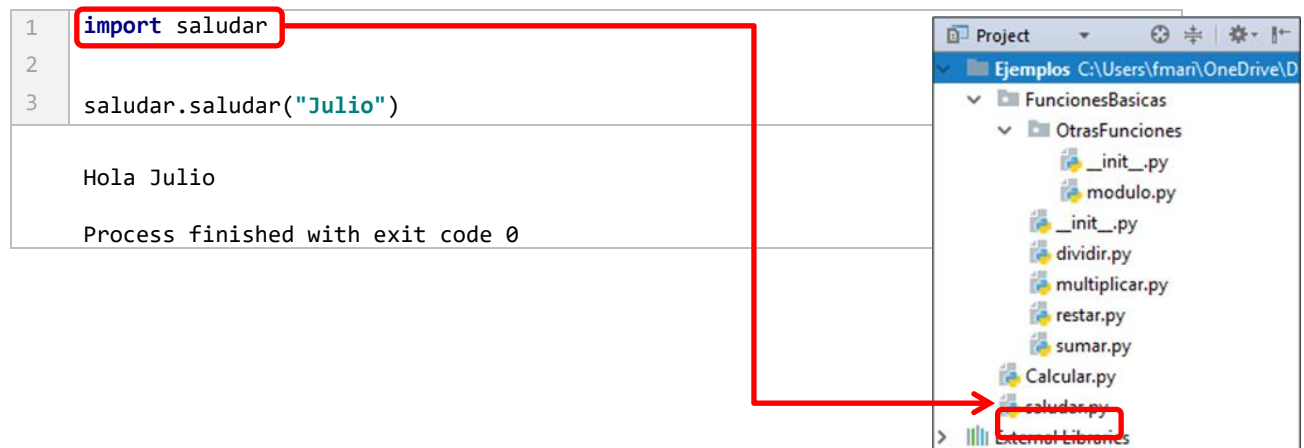 1 import saludar
2
3 saludar.saludar("Julio")
Hola Julio
Process finished with exit code 0
Project
Ejemplos C:\Users\fmari\OneDrive\D
FuncionesBasicas
OtrasFunciones
__init__.py
modulo.py
__init__.py
dividir.py
multiplicar.py
restar.py
sumar.py
Calcular.py
saludar.py
External Libraries